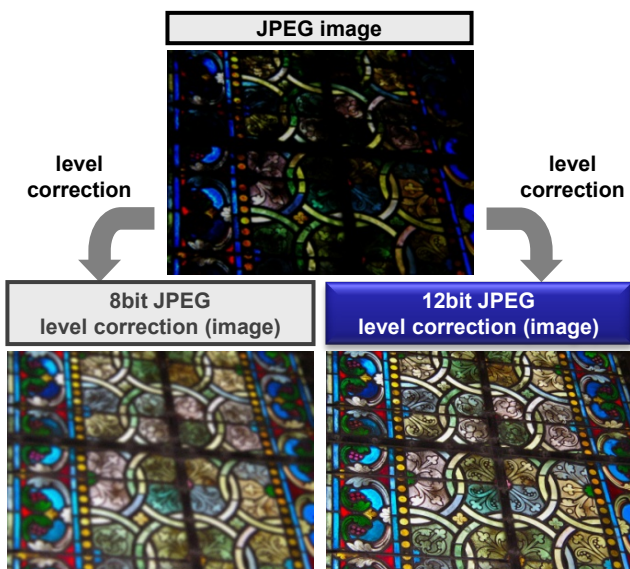 JPEG image
level
correction
level
correction
8bit JPEG
level correction (image)
12bit JPEG
level correction (image)